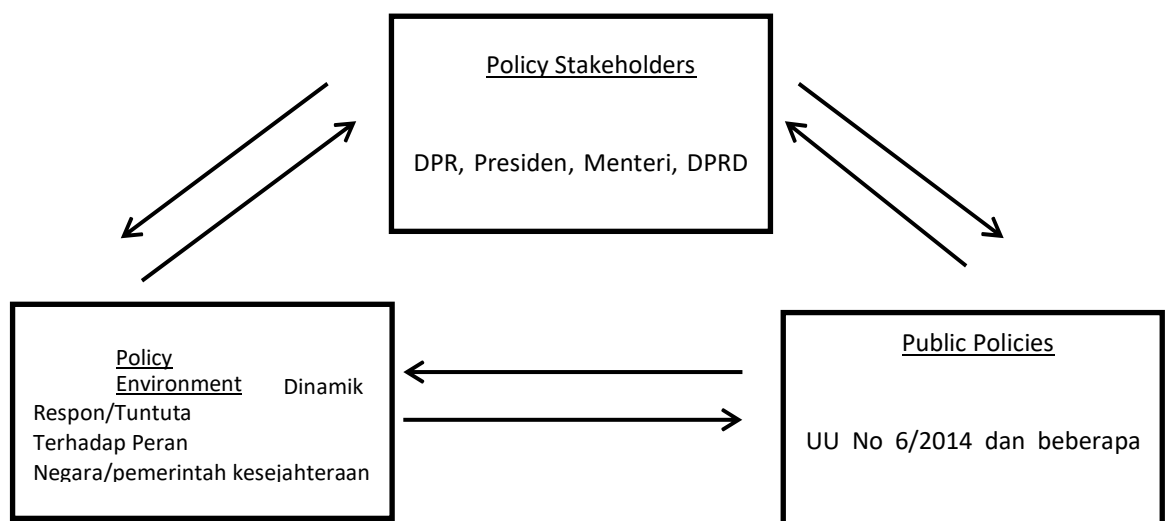 Policy Stakeholders
DPR, Presiden, Menteri, DPRD
Policy
Environment Dinamik
Respon/Tuntuta
Terhadap Peran
Negara/pemerintah kesejahteraan
Public Policies
UU No 6/2014 dan beberapa